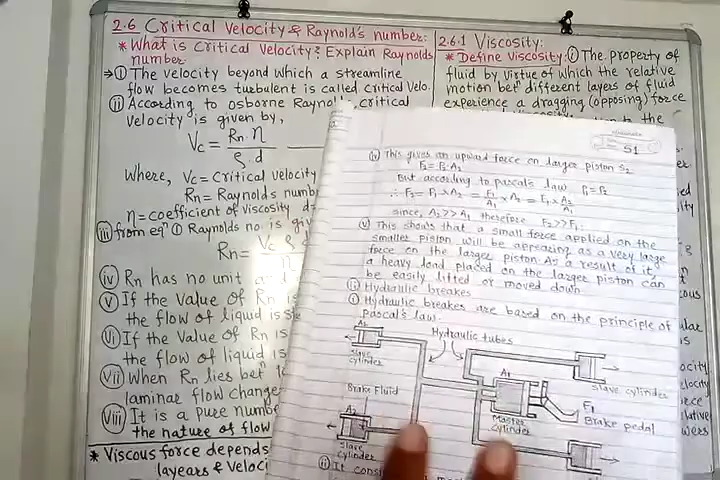 2.6 Critical Velocity & Raynold's number:
* What is Critical Velocity? Explain Raynolds
number.
→ⓘ The velocity beyond which a streamline
flow becomes turbulent is called critical Velo.
ⓘⓘ According to osborne Raynol critical
velocity is given by,
Vc = Rn η / ρ. d
Where, Vc = Critical velocity
Rn = Raynolds numb
η = coefficient of viscosity d=
(iii) from eqⁿ ① Raynolds no is giv
Rn = Vc ρ
η
(iv) Rn has no unit and
(v) If the Value of Rn is
the flow of liquid is
(vi) If the Value of Rn is
the flow of liquid is
(vii) When Rn lies betⁿ
laminar flow change
(viii) It is a pure numbe
the nature of flow
* Viscous force depends
layears & veloci
2.6.1 Viscosity:
* Define Viscosity: ⓘ The property of
fluid by virtue of which the relative
motion betⁿ different layers of fluid
experience a dragging (opposing) force
51
(iv) This gives an upward force on larger piston S2
F2 = P2 A2
But according to pascal's law, P1 = P2
∴ F2 = P1 × A2 = F1/A1 × A2 = F1 × A2/A1
since, A2 >> A1 therefore F2 >> F1
(v) This shows that a small force applied on the
smaller piston will be appearing as a very large
force on the larger piston. As a result of it,
a heavy load placed on the larger piston can
be easily lifted or moved down.
Hydraulic breakes
(i) Hydraulic breakes are based on the principle of
pascal's law.
A2
Hydraulic tubes
slave
cylinder
slave cylinder
Brake Fluid
A1
F1
Brake pedal
Master
cylinder
A2
slave
cylinder
(ii) It cons